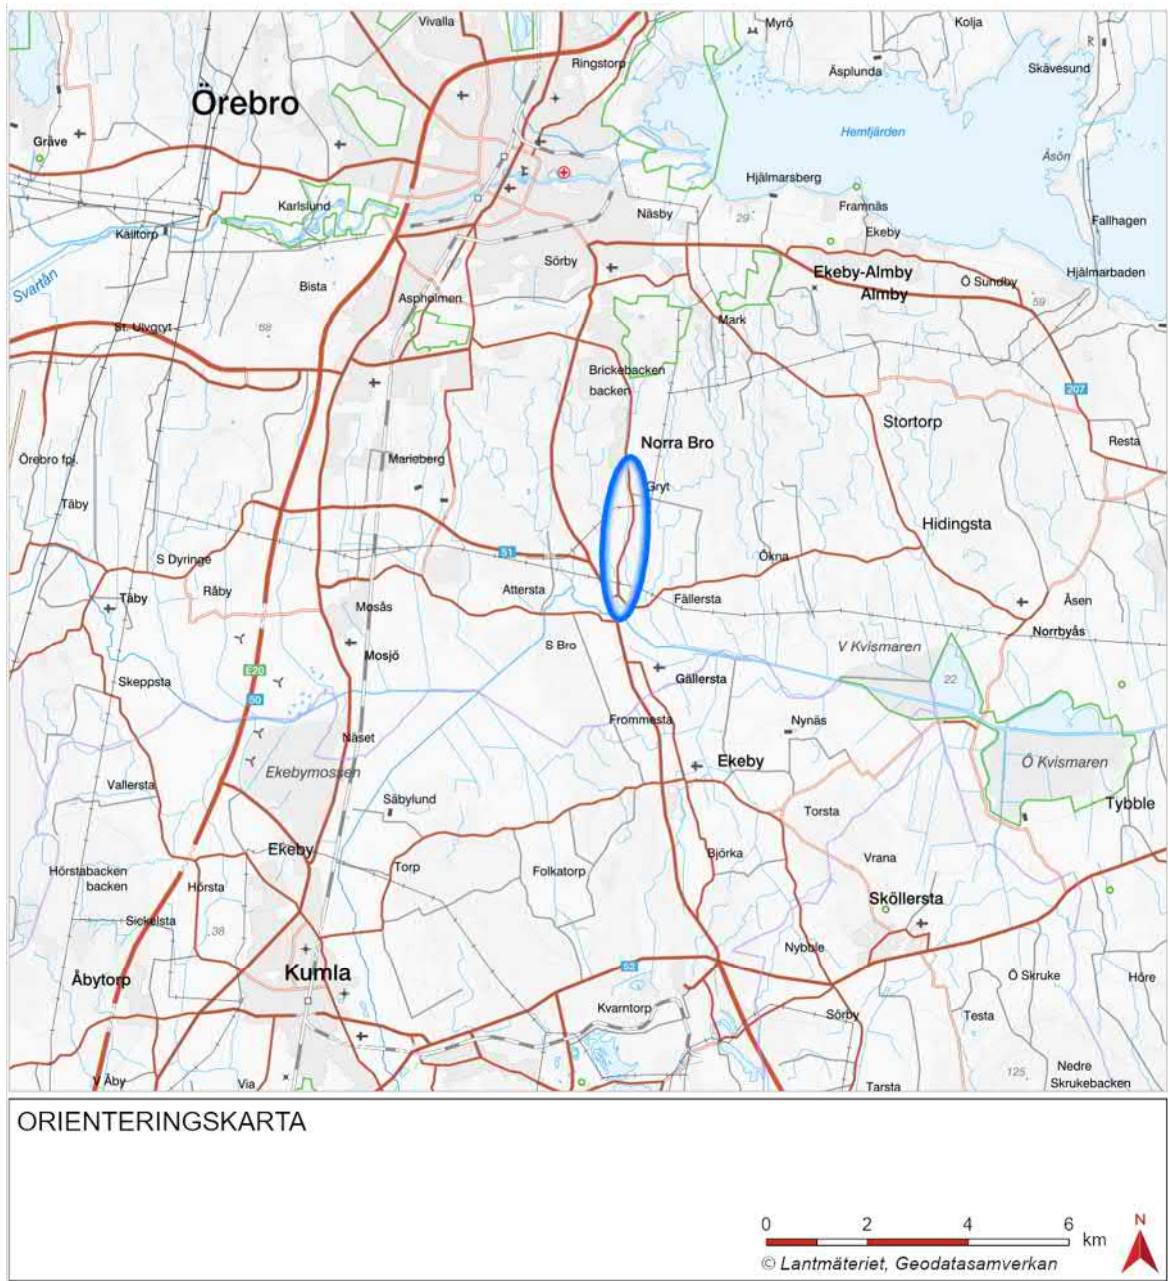 Vivalla
Myrö
Kolja
Ringstorp
Äsplunda
Skävesund
Örebro
Gräve
Hemfjärden
Åsön
Hjälmarsberg
Karlslund
Näsby
29
Framnäs
Fallhagen
Källtorp
Ekeby
Sörby
Ekeby-Almby
Hjälmarbaden
Svartån
Bista
Ö Sundby
Almby
Aspholmen
59
St. Ulvgryt
68
Mark
Brickebacken
backen
207
Stortorp
Norra Bro
Resta
Örebro fpl.
Marieberg
Gryt
Täby
Hidingsta
51
S Dyringe
Ökna
Råby
Attersta
Täby
Fällersta
Åsen
Mosås
Norrbyås
S Bro
V Kvismaren
Mosjö
E20
Gällersta
22
Skeppsta
50
Frommesta
Nynäs
Näset
Ekeby
Ö Kvismaren
Ekebymossen
Vallersta
Säbylund
Torsta
Tybble
Ekeby
Björka
Vrana
Hörstabacken
backen
Torp
Folkatorp
Hörsta
Sköllersta
Sickelsta
38
Nybble
Kumla
Åbytorp
52
Ö Skruke
Höre
Kvarntorp
Sörby
Testa
Nedre
Skrukebacken
125
V Åby
Via
Tarsta
ORIENTERINGSKARTA
0 2 4 6
km
N
© Lantmäteriet, Geodatasamverkan